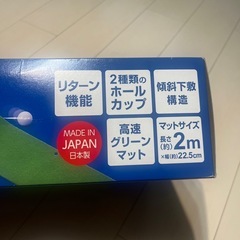 リターン
機能
2種類の
ホール
カップ
傾斜下敷
構造
MADE IN
JAPAN
日本製
高速
グリーン
マット
マットサイズ
長さ(約)2m
×幅(約)22.5cm